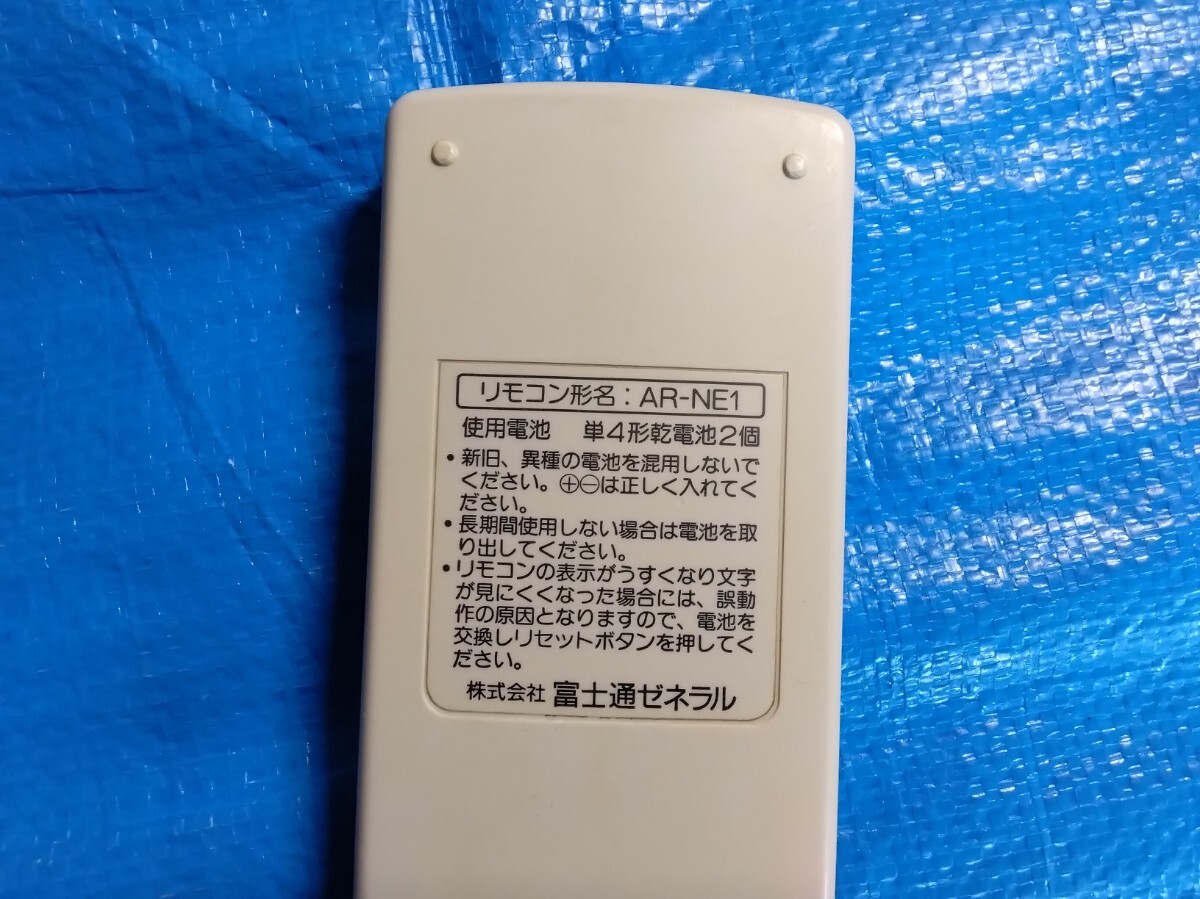 リモコン形名：AR-NE1
使用電池　単4形乾電池2個
•新旧、異種の電池を混用しないで
ください。⊕⊖は正しく入れてく
ださい。
•長期間使用しない場合は電池を取
り出してください。
•リモコンの表示がうすくなり文字
が見にくくなった場合には、誤動
作の原因となりますので、電池を
交換しリセットボタンを押してく
ださい。
株式会社 富士通ゼネラル